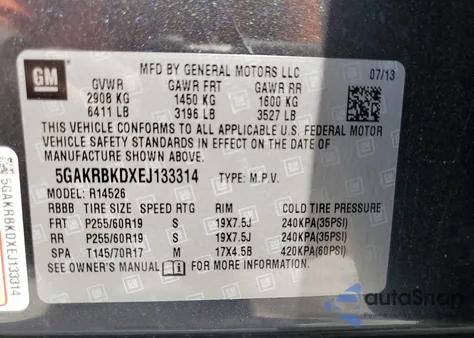 GM
MFD BY GENERAL MOTORS LLC 07/13
GVWR GAWR FRT GAWR RR
2908 KG 1450 KG 1600 KG
6411 LB 3196 LB 3527 LB
THIS VEHICLE CONFORMS TO ALL APPLICABLE U.S. FEDERAL MOTOR
VEHICLE SAFETY, BUMPER, AND THEFT PREVENTION STANDARDS
IN EFFECT ON THE DATE OF MANUFACTURE
SHOWN ABOVE.
5GAKRBKDXEJ133314 TYPE: M.P.V.
MODEL: R14526
RBBB TIRE SIZE SPEED RTG RIM COLD TIRE PRESSURE
FRT P255/60R19 S 19X7.5J 240KPA(35PSI)
RR P255/60R19 S 19X7.5J 240KPA(35PSI)
SPA T145/70R17 M 17X4.5B 420KPA(60PSI)
SEE OWNER'S MANUAL FOR MORE INFORMATION.
5GAKRBKDXEJ133314
autoSnap